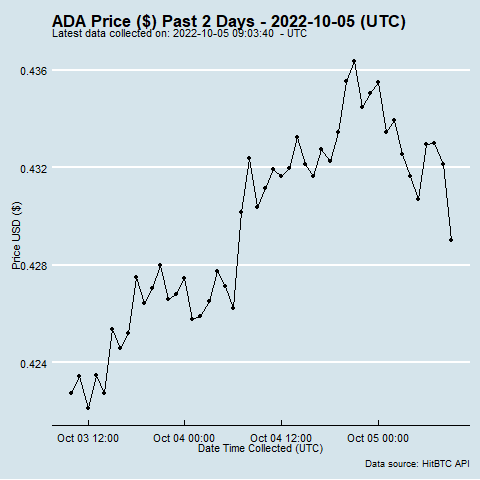 ADA Price ($) Past 2 Days - 2022-10-05 (UTC)
Latest data collected on: 2022-10-05 09:03:40 - UTC
0.436
0.432
0.428
0.424
Price USD ($)
Oct 03 12:00 Oct 04 00:00 Oct 04 12:00 Oct 05 00:00
Date Time Collected (UTC)
Data source: HitBTC API